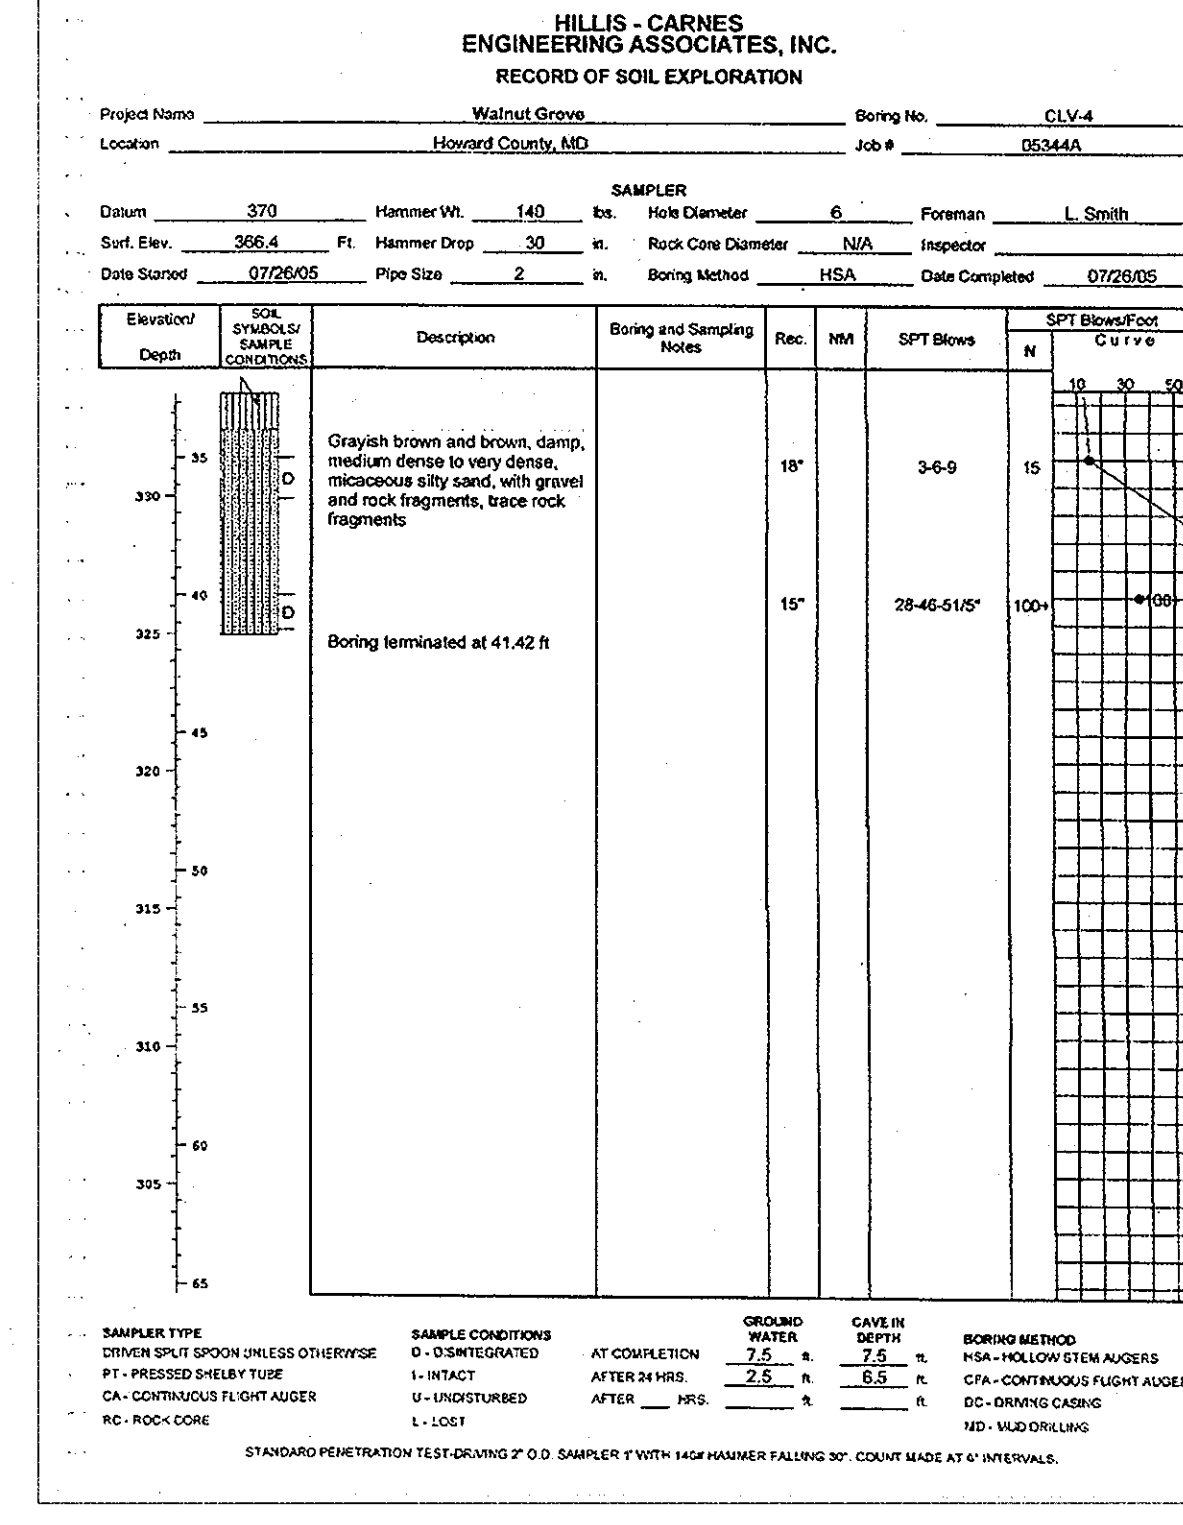 HILLIS - CARNES
ENGINEERING ASSOCIATES, INC.
RECORD OF SOIL EXPLORATION
Project Name Walnut Grove Boring No. CLV-4
Location Howard County, MD Job # 05344A
SAMPLER
Datum 370 Hammer Wt. 140 lbs. Hole Diameter 6 Foreman L. Smith
Surf. Elev. 366.4 Ft. Hammer Drop 30 in. Rock Core Diameter N/A Inspector
Date Started 07/26/05 Pipe Size 2 in. Boring Method HSA Date Completed 07/26/05
Elevation/
Depth
SOIL
SYMBOLS/
SAMPLE
CONDITIONS
Description
Boring and Sampling
Notes
Rec.
NM
SPT Blows
SPT Blows/Foot
Curve
N
10 30 50
Grayish brown and brown, damp,
35 medium dense to very dense, 18" 3-6-9 15
D micaceous silty sand, with gravel
330 and rock fragments, trace rock
fragments
40 15" 28-46-51/5" 100+
D
325 Boring terminated at 41.42 ft
45
320
50
315
55
310
60
305
65
SAMPLER TYPE
DRIVEN SPLIT SPOON UNLESS OTHERWISE
PT - PRESSED SHELBY TUBE
CA - CONTINUOUS FLIGHT AUGER
RC - ROCK CORE
SAMPLE CONDITIONS
D - DISINTEGRATED
I - INTACT
U - UNDISTURBED
L - LOST
GROUND
WATER
CAVE IN
DEPTH
AT COMPLETION 7.5 ft. 7.5 ft.
AFTER 24 HRS. 2.5 ft. 6.5 ft.
AFTER ___ HRS. ft. ft.
BORING METHOD
HSA - HOLLOW STEM AUGERS
CFA - CONTINUOUS FLIGHT AUGER
DC - DRIVING CASING
MD - MUD DRILLING
STANDARD PENETRATION TEST-DRIVING 2" O.D. SAMPLER 1' WITH 140# HAMMER FALLING 30". COUNT MADE AT 6" INTERVALS.